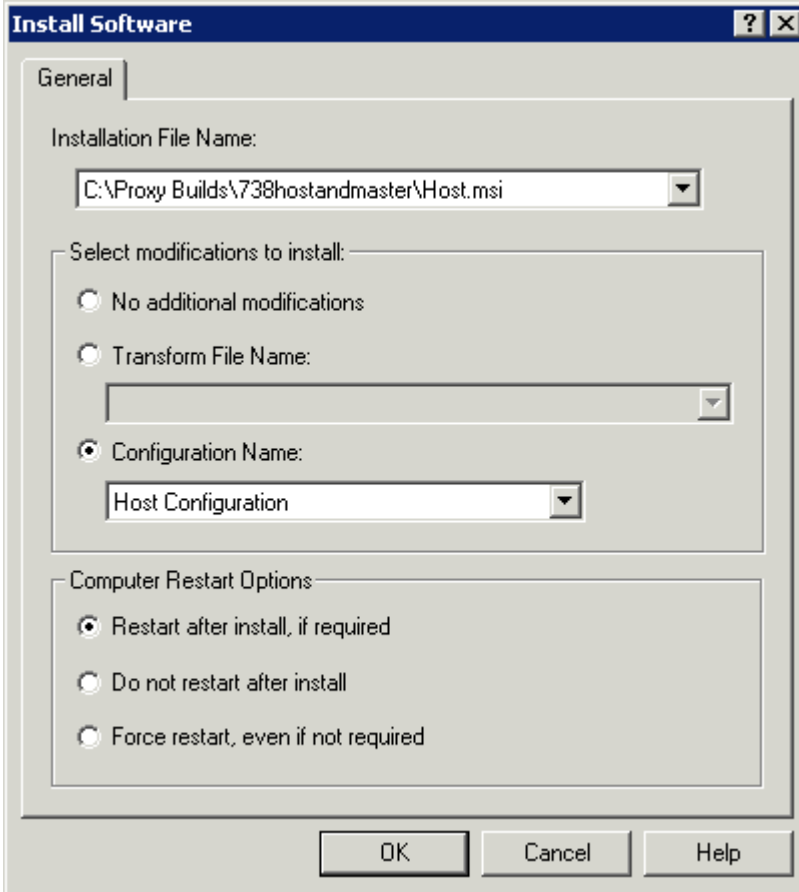 Install Software
General
Installation File Name:
C:\Proxy Builds\738hostandmaster\Host.msi
Select modifications to install:
No additional modifications
Transform File Name:
Configuration Name:
Host Configuration
Computer Restart Options
Restart after install, if required
Do not restart after install
Force restart, even if not required
OK Cancel Help